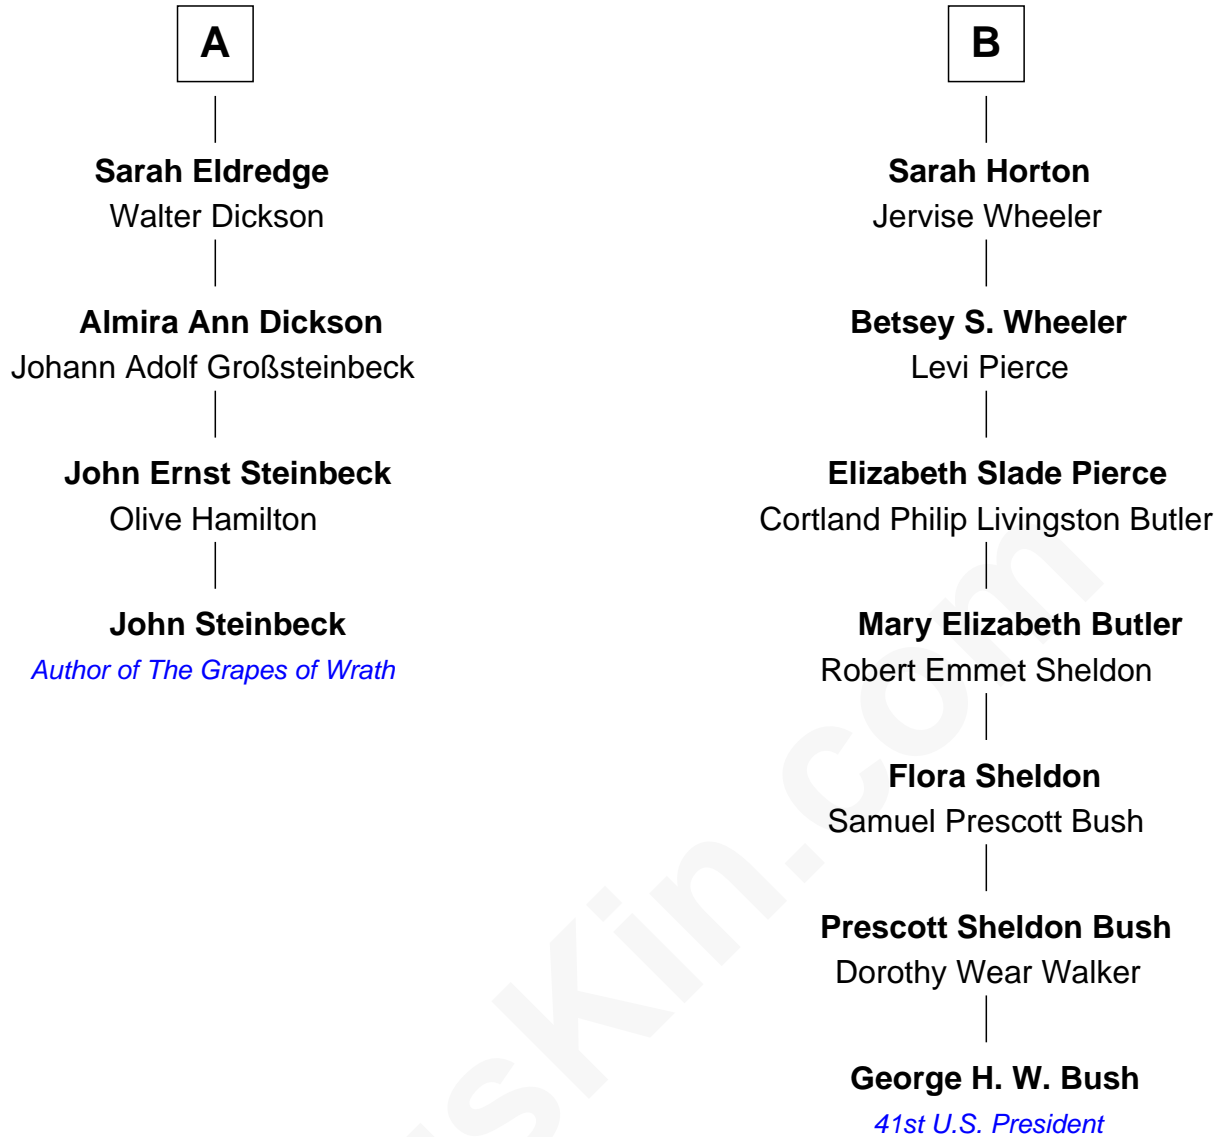 A
Sarah Eldredge
Walter Dickson
Almira Ann Dickson
Johann Adolf Großsteinbeck
John Ernst Steinbeck
Olive Hamilton
John Steinbeck
Author of The Grapes of Wrath
B
Sarah Horton
Jervise Wheeler
Betsey S. Wheeler
Levi Pierce
Elizabeth Slade Pierce
Cortland Philip Livingston Butler
Mary Elizabeth Butler
Robert Emmet Sheldon
Flora Sheldon
Samuel Prescott Bush
Prescott Sheldon Bush
Dorothy Wear Walker
George H. W. Bush
41st U.S. President
sKin.com